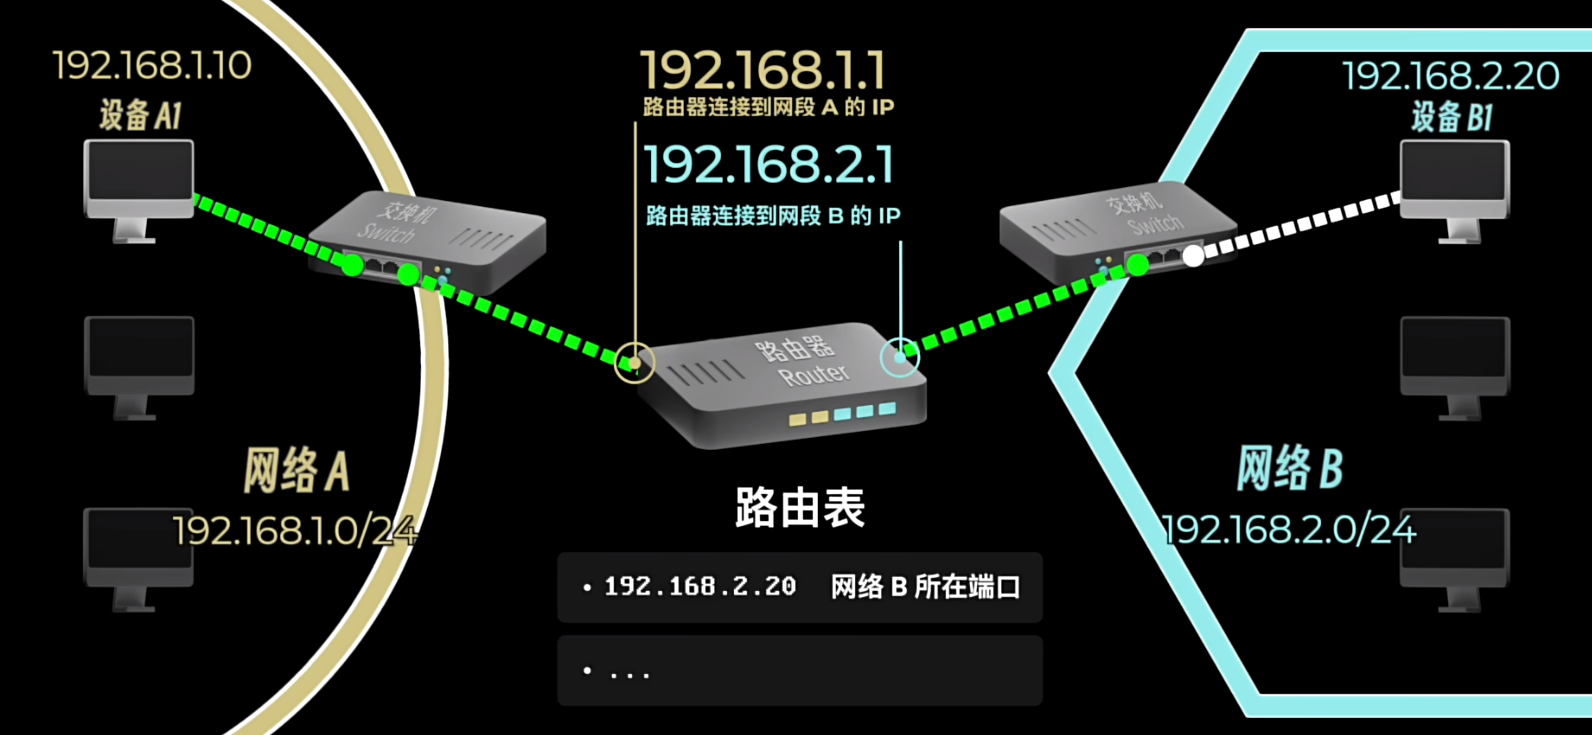 192.168.1.10
设备 A1
192.168.1.1
路由器连接到网段 A 的 IP
192.168.2.1
路由器连接到网段 B 的 IP
192.168.2.20
设备 B1
交换机
Switch
交换机
Switch
路由器
Router
网络 A
192.168.1.0/24
网络 B
192.168.2.0/24
路由表
• 192.168.2.20 网络 B 所在端口
• ...